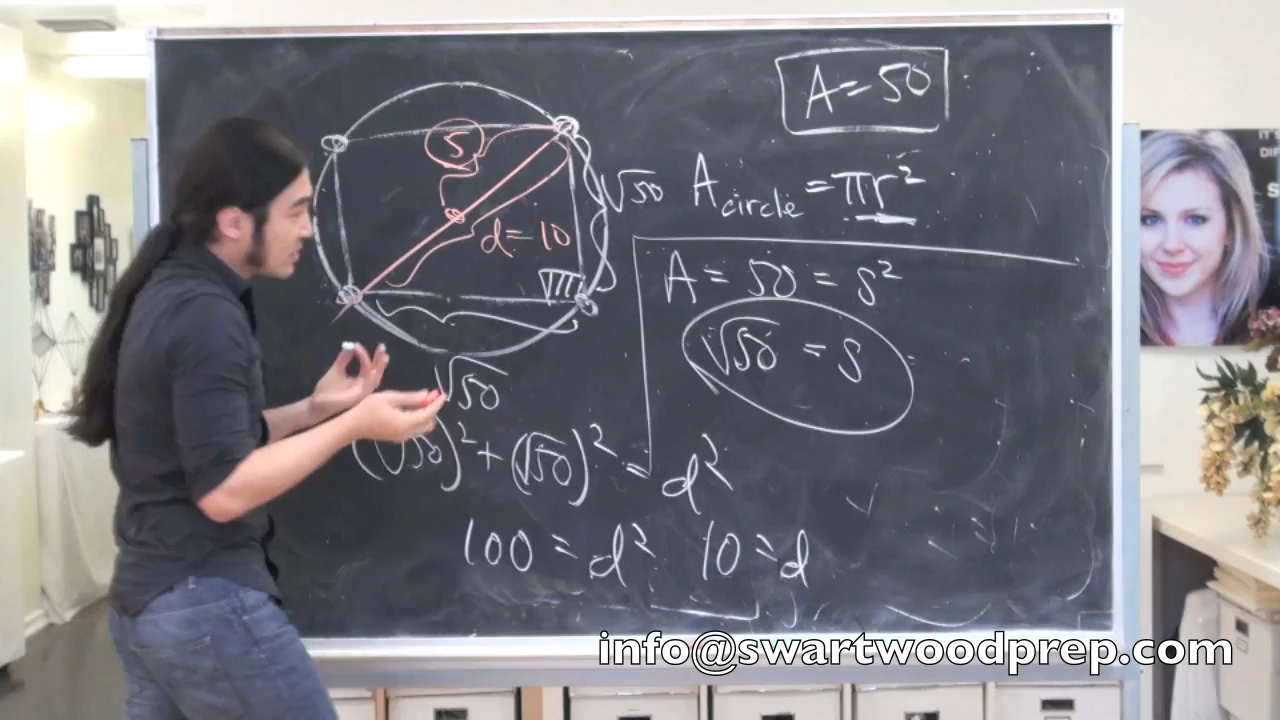 A = 50
5
√50
A circle = πr²
d = 10
A = 50 = s²
√50 = s
√50
(√50)² + (√50)² = d²
100 = d² 10 = d
info@swartwoodprep.com